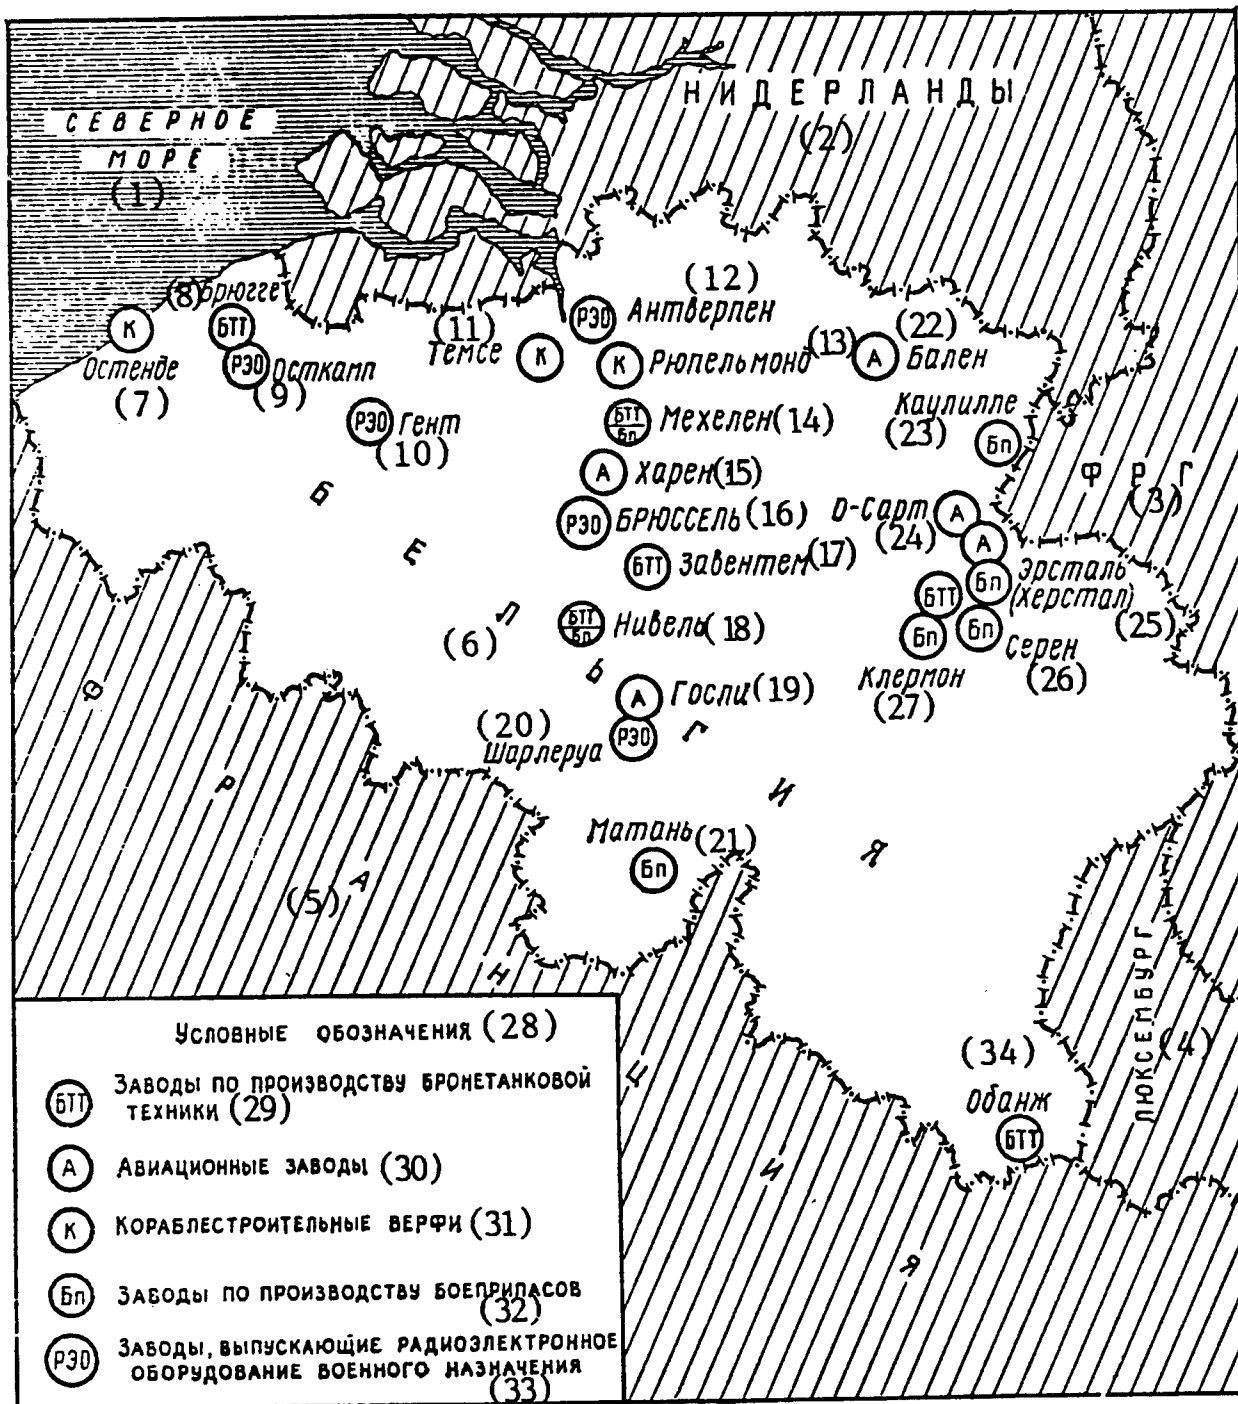 СЕВЕРНОЕ
МОРЕ
(1)
НИДЕРЛАНДЫ
(2)
ФРГ
(3)
ЛЮКСЕМБУРГ
(4)
ФРАНЦИЯ
(5)
БЕЛЬГИЯ
(6)
К
Остенде
(7)
(8) Брюгге
БТТ
РЭО Осткамп
(9)
РЭО Гент
(10)
(11)
Темсе К
(12)
РЭО Антверпен
К Рюпельмонд (13)
БТТ
Бп
Мехелен (14)
А Харен (15)
РЭО БРЮССЕЛЬ (16)
БТТ Завентем (17)
БТТ
Бп
Нивель (18)
А Госли (19)
(20)
Шарлеруа РЭО
Матань (21)
Бп
(22)
А Бален
Каулилле
(23) Бп
О-Сарт А
(24) А
Бп Эрсталь
(Херстал)
(25)
БТТ
Бп Серен
(26)
Бп
Клермон
(27)
(34)
Обанж
БТТ
Условные обозначения (28)
БТТ Заводы по производству бронетанковой
техники (29)
А Авиационные заводы (30)
К Кораблестроительные верфи (31)
Бп Заводы по производству боеприпасов
(32)
РЭО Заводы, выпускающие радиоэлектронное
оборудование военного назначения
(33)